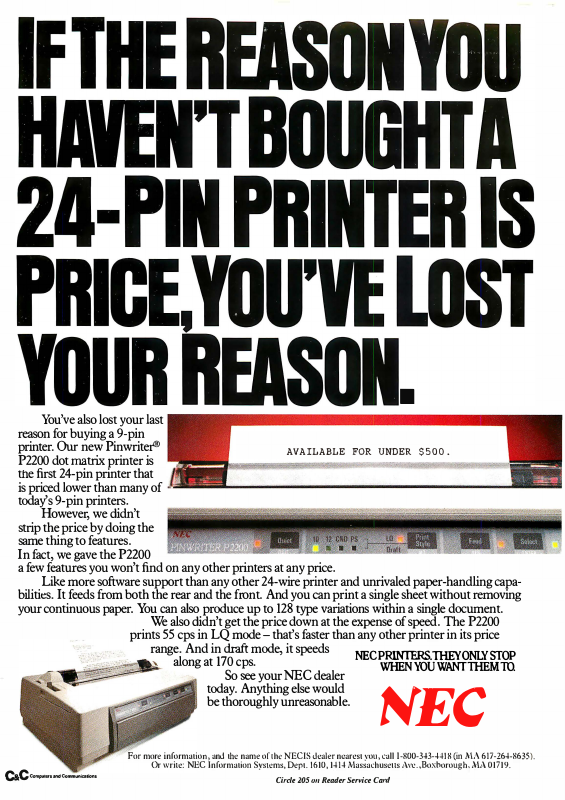 IF THE REASON YOU
HAVEN'T BOUGHT A
24-PIN PRINTER IS
PRICE, YOU'VE LOST
YOUR REASON.
You've also lost your last
reason for buying a 9-pin
printer. Our new Pinwriter®
P2200 dot matrix printer is
the first 24-pin printer that
is priced lower than many of
today's 9-pin printers.
However, we didn't
strip the price by doing the
same thing to features.
In fact, we gave the P2200
a few features you won't find on any other printers at any price.
AVAILABLE FOR UNDER $500.
NEC
PINWRITER P2200
Quiet
10 12 CND PS
LQ
Draft
Print
Style
Feed
Select
Like more software support than any other 24-wire printer and unrivaled paper-handling capa-
bilities. It feeds from both the rear and the front. And you can print a single sheet without removing
your continuous paper. You can also produce up to 128 type variations within a single document.
We also didn't get the price down at the expense of speed. The P2200
prints 55 cps in LQ mode – that's faster than any other printer in its price
range. And in draft mode, it speeds
along at 170 cps.
So see your NEC dealer
today. Anything else would
be thoroughly unreasonable.
NEC PRINTERS. THEY ONLY STOP
WHEN YOU WANT THEM TO.
NEC
For more information, and the name of the NECIS dealer nearest you, call 1-800-343-4418 (in MA 617-264-8635).
Or write: NEC Information Systems, Dept. 1610, 1414 Massachusetts Ave., Boxborough, MA 01719.
C&C Computers and Communications
Circle 205 on Reader Service Card